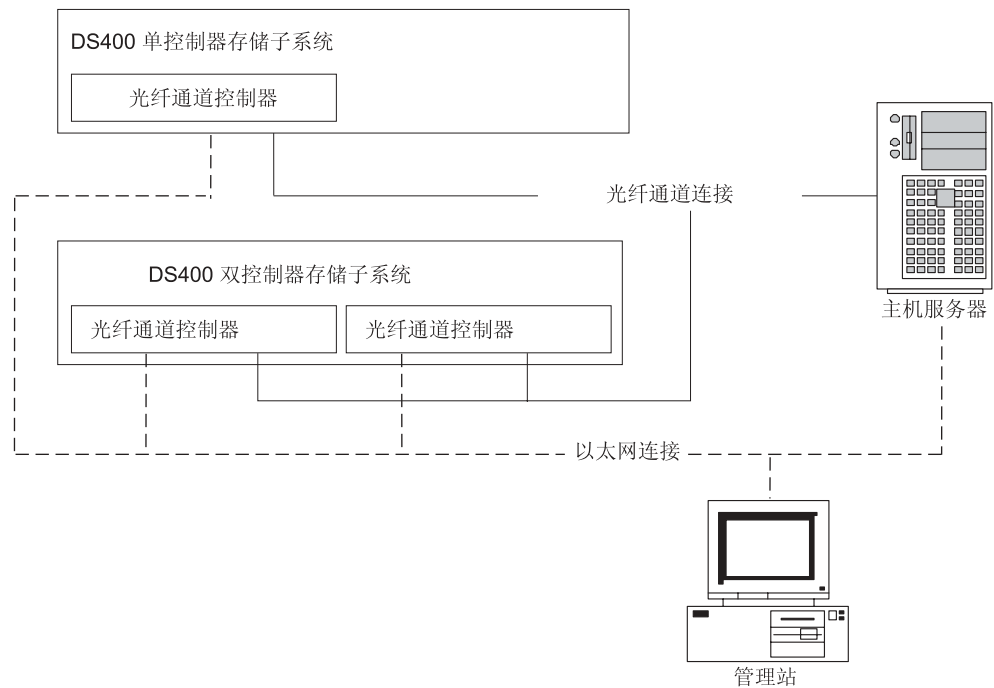 DS400 单控制器存储子系统
光纤通道控制器
光纤通道连接
DS400 双控制器存储子系统
光纤通道控制器
光纤通道控制器
主机服务器
以太网连接
管理站